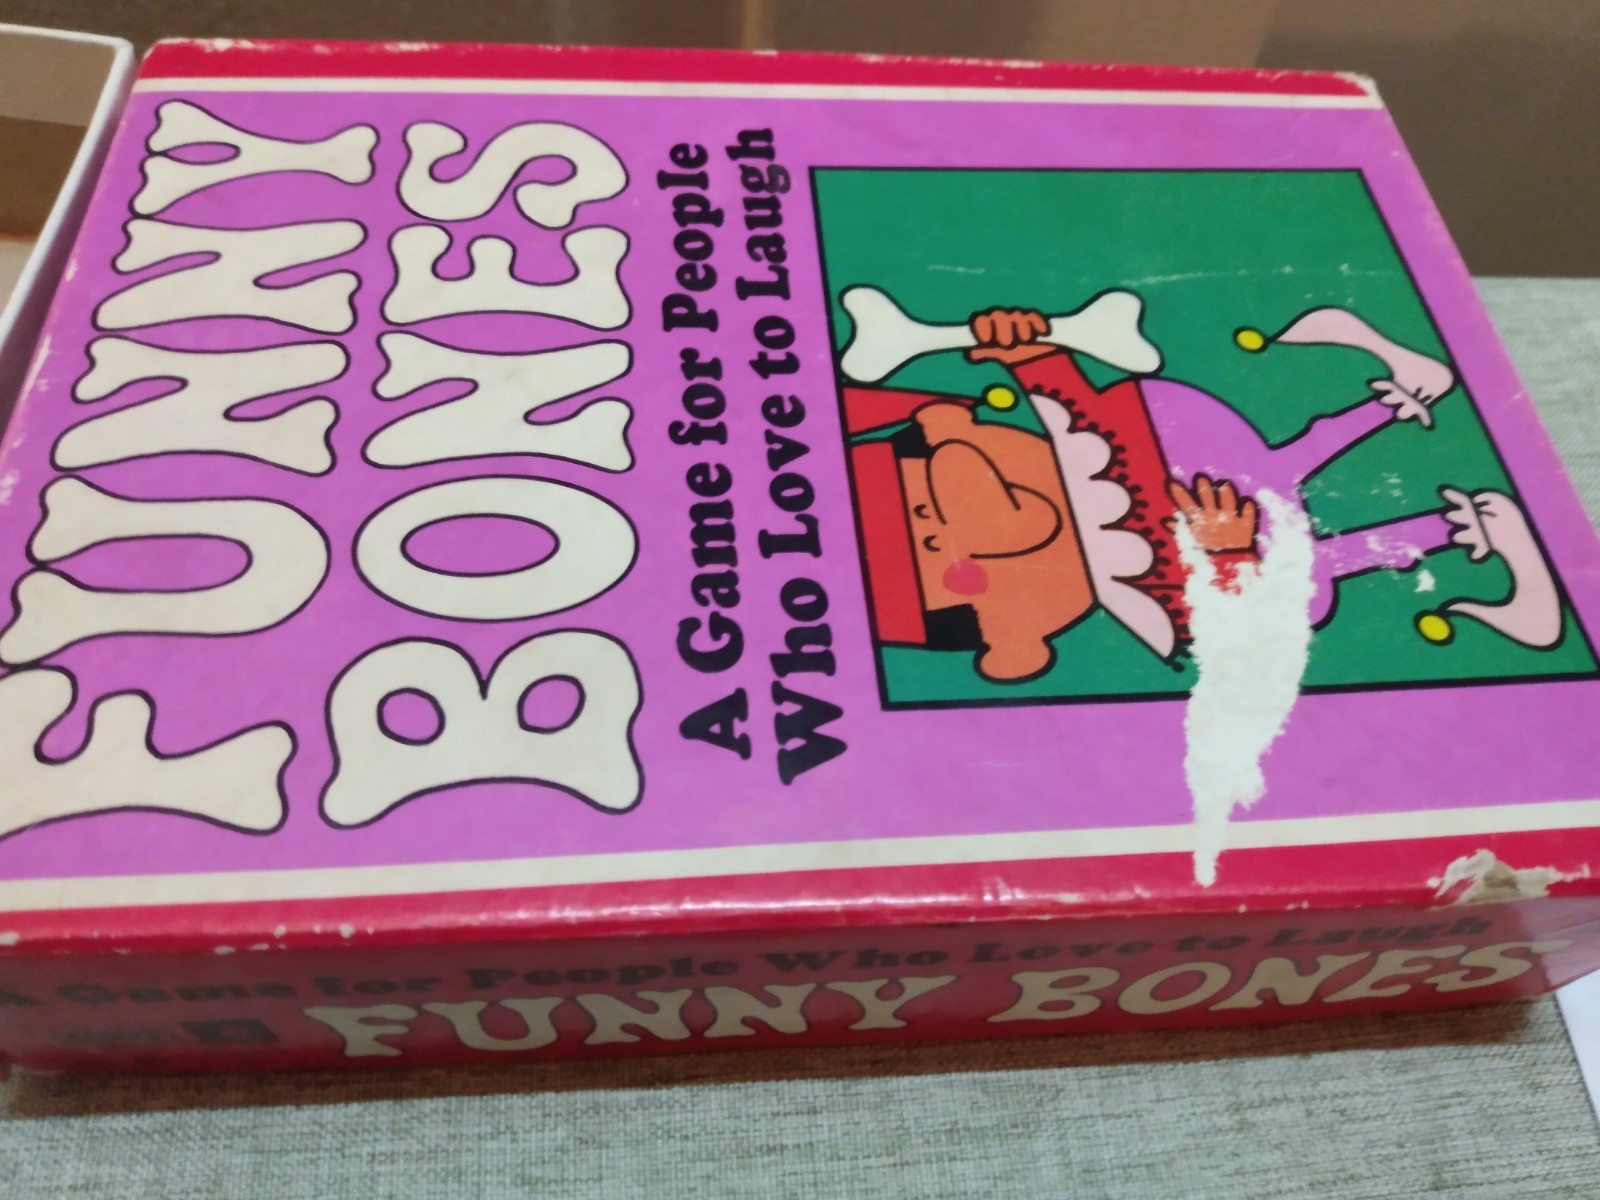 FUNNY
BONES
A Game for People
Who Love to Laugh
A Game for People Who Love to Laugh
FUNNY BONES